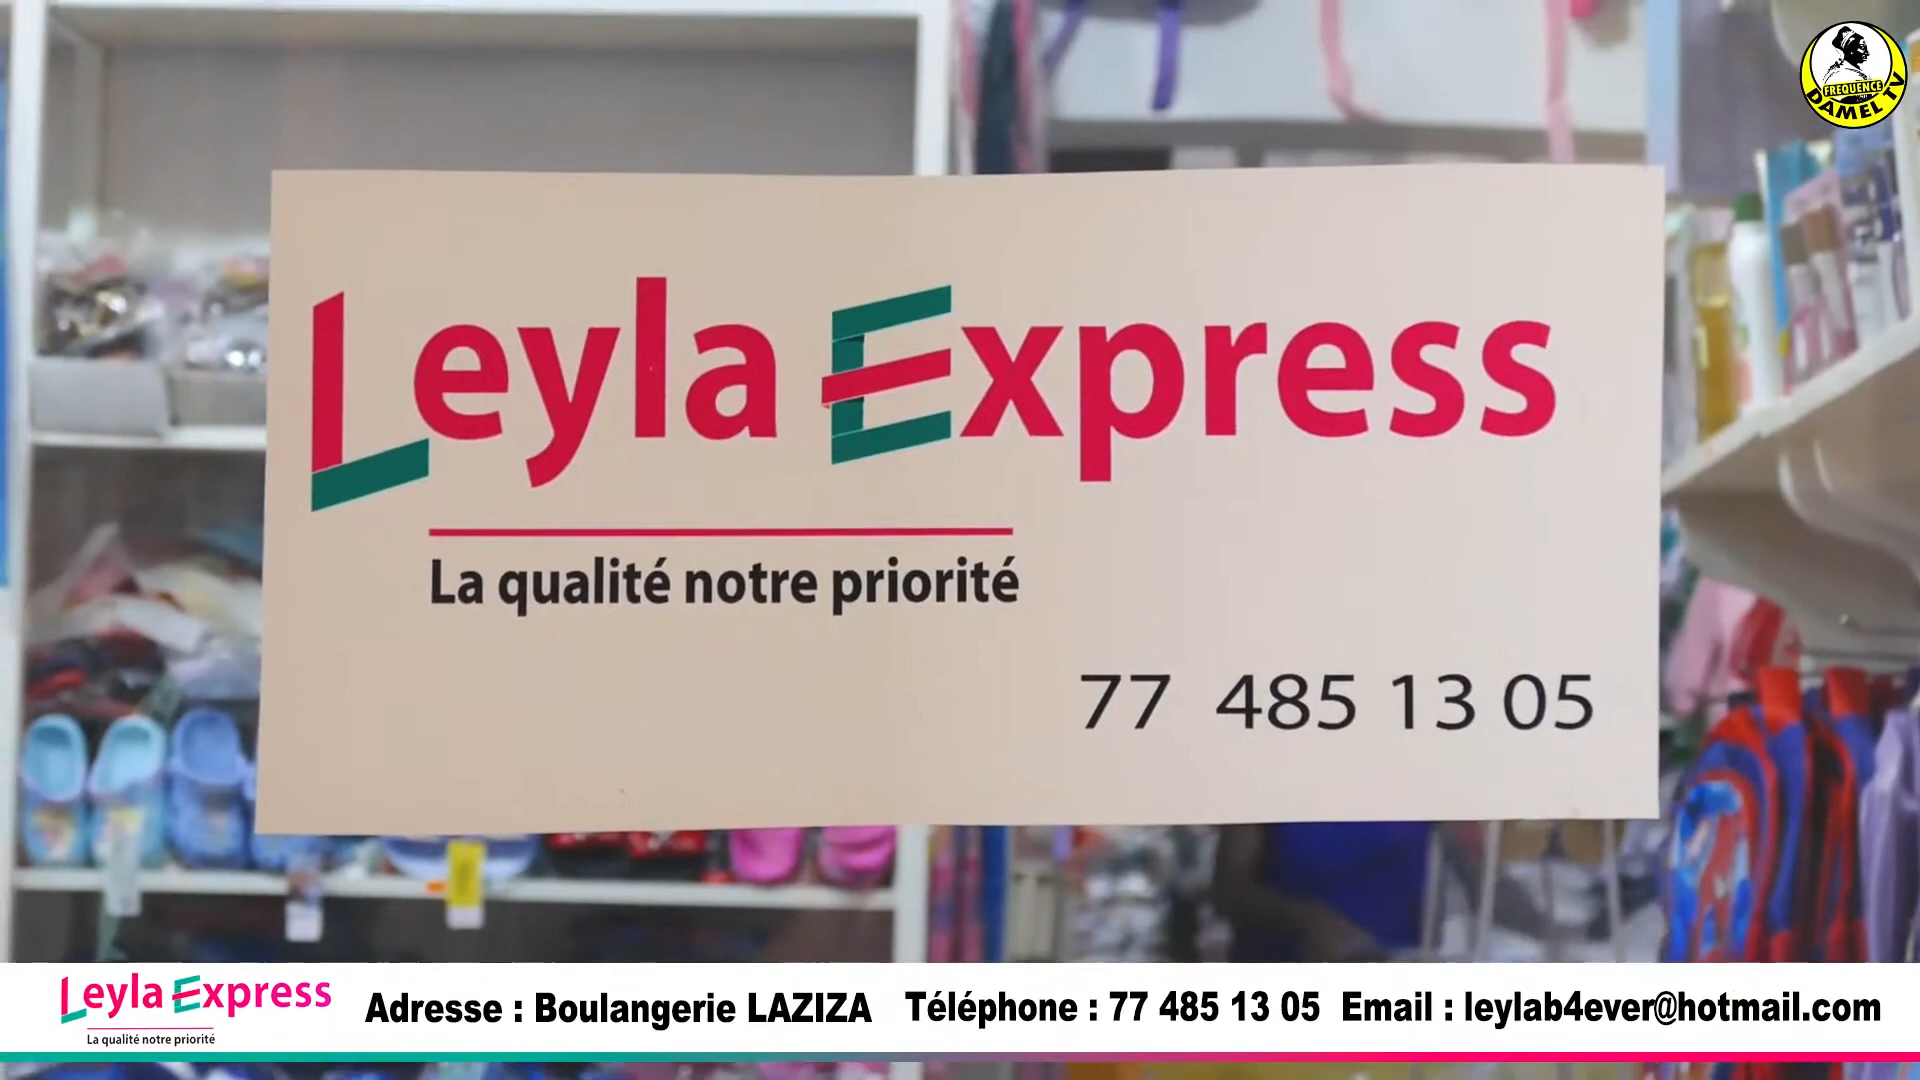 FREQUENCE
DAMEL TV
Leyla Express
La qualité notre priorité
77 485 13 05
Leyla Express
La qualité notre priorité
Adresse : Boulangerie LAZIZA Téléphone : 77 485 13 05 Email : leylab4ever@hotmail.com